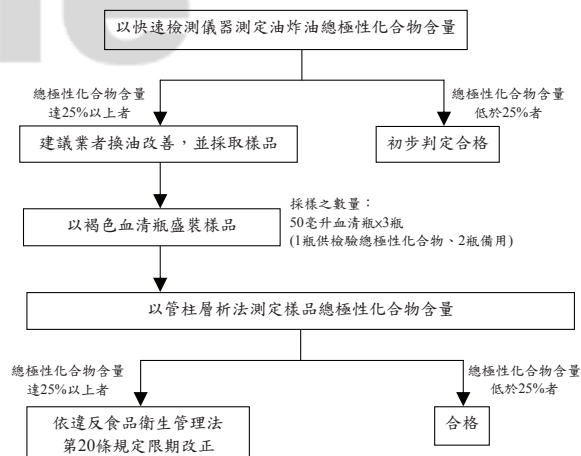 以快速檢測儀器測定油炸油總極性化合物含量
總極性化合物含量
達25%以上者
總極性化合物含量
低於25%者
建議業者換油改善，並採取樣品
初步判定合格
以褐色血清瓶盛裝樣品
採樣之數量：
50毫升血清瓶x3瓶
(1瓶供檢驗總極性化合物、2瓶備用)
以管柱層析法測定樣品總極性化合物含量
總極性化合物含量
達25%以上者
總極性化合物含量
低於25%者
依違反食品衛生管理法
第20條規定限期改正
合格